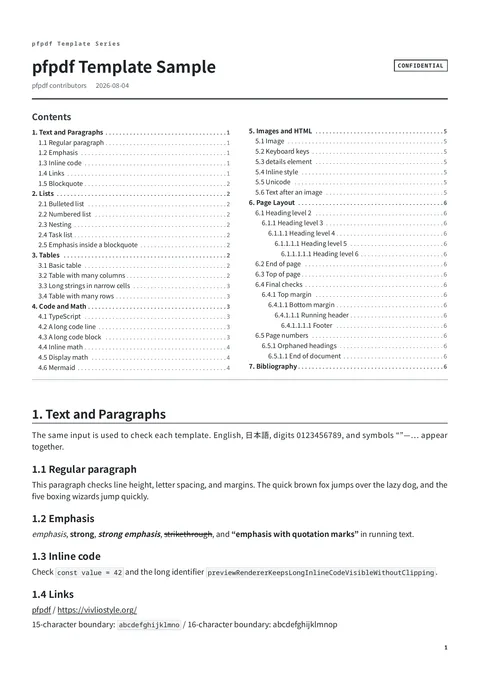 pfpdf Template Series
pfpdf Template Sample
CONFIDENTIAL
pfpdf contributors 2026-08-04
Contents
1. Text and Paragraphs 1
1.1 Regular paragraph 1
1.2 Emphasis 1
1.3 Inline code 1
1.4 Links 1
1.5 Blockquote 2
2. Lists 2
2.1 Bulleted list 2
2.2 Numbered list 2
2.3 Nesting 2
2.4 Task list 2
2.5 Emphasis inside a blockquote 2
3. Tables 2
3.1 Basic table 2
3.2 Table with many columns 2
3.3 Long strings in narrow cells 3
3.4 Table with many rows 3
4. Code and Math 3
4.1 TypeScript 3
4.2 A long code line 3
4.3 A long code block 3
4.4 Inline math 4
4.5 Display math 4
4.6 Mermaid 4
5. Images and HTML 5
5.1 Image 5
5.2 Keyboard keys 5
5.3 details element 5
5.4 Inline style 5
5.5 Unicode 5
5.6 Text after an image 5
6. Page Layout 6
6.1 Heading level 2 6
6.1.1 Heading level 3 6
6.1.1.1 Heading level 4 6
6.1.1.1.1 Heading level 5 6
6.1.1.1.1.1 Heading level 6 6
6.2 End of page 6
6.3 Top of page 6
6.4 Final checks 6
6.4.1 Top margin 6
6.4.1.1 Bottom margin 6
6.4.1.1.1 Running header 6
6.4.1.1.1.1 Footer 6
6.5 Page numbers 6
6.5.1 Orphaned headings 6
6.5.1.1 End of document 6
7. Bibliography 6
1. Text and Paragraphs
The same input is used to check each template. English, 日本語, digits 0123456789, and symbols “”—… appear
together.
1.1 Regular paragraph
This paragraph checks line height, letter spacing, and margins. The quick brown fox jumps over the lazy dog, and the
five boxing wizards jump quickly.
1.2 Emphasis
emphasis, strong, strong emphasis, strikethrough, and “emphasis with quotation marks” in running text.
1.3 Inline code
Check const value = 42 and the long identifier previewRendererKeepsLongInlineCodeVisibleWithoutClipping.
1.4 Links
pfpdf / https://vivliostyle.org/
15-character boundary: abcdefghijklmno / 16-character boundary: abcdefghijklmnop
1